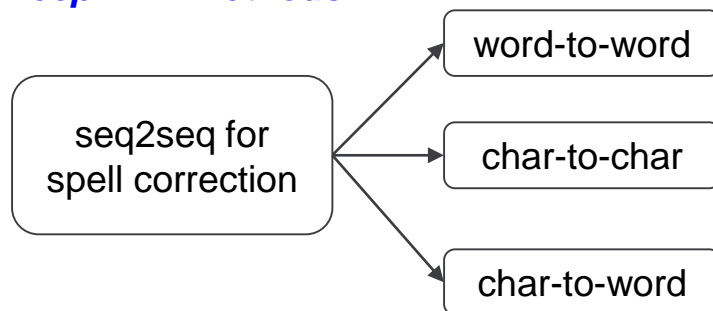 seq2seq for
spell correction
word-to-word
char-to-char
char-to-word